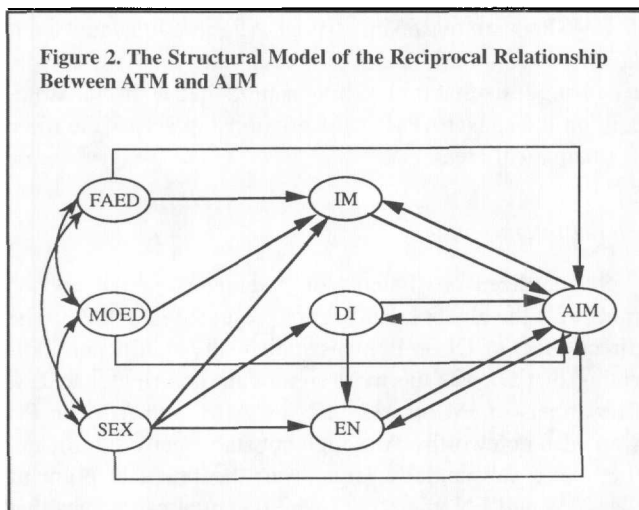 Figure 2. The Structural Model of the Reciprocal Relationship
Between ATM and AIM
FAED
IM
MOED
DI
AIM
SEX
EN